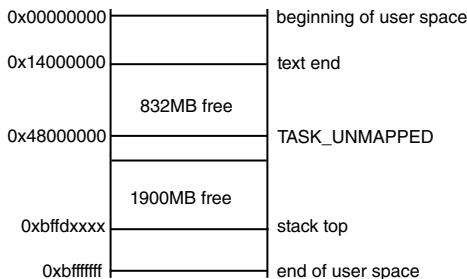 0x00000000 beginning of user space
0x14000000 text end
832MB free
0x48000000 TASK_UNMAPPED
1900MB free
0xbffdxxxx stack top
0xbfffffff end of user space